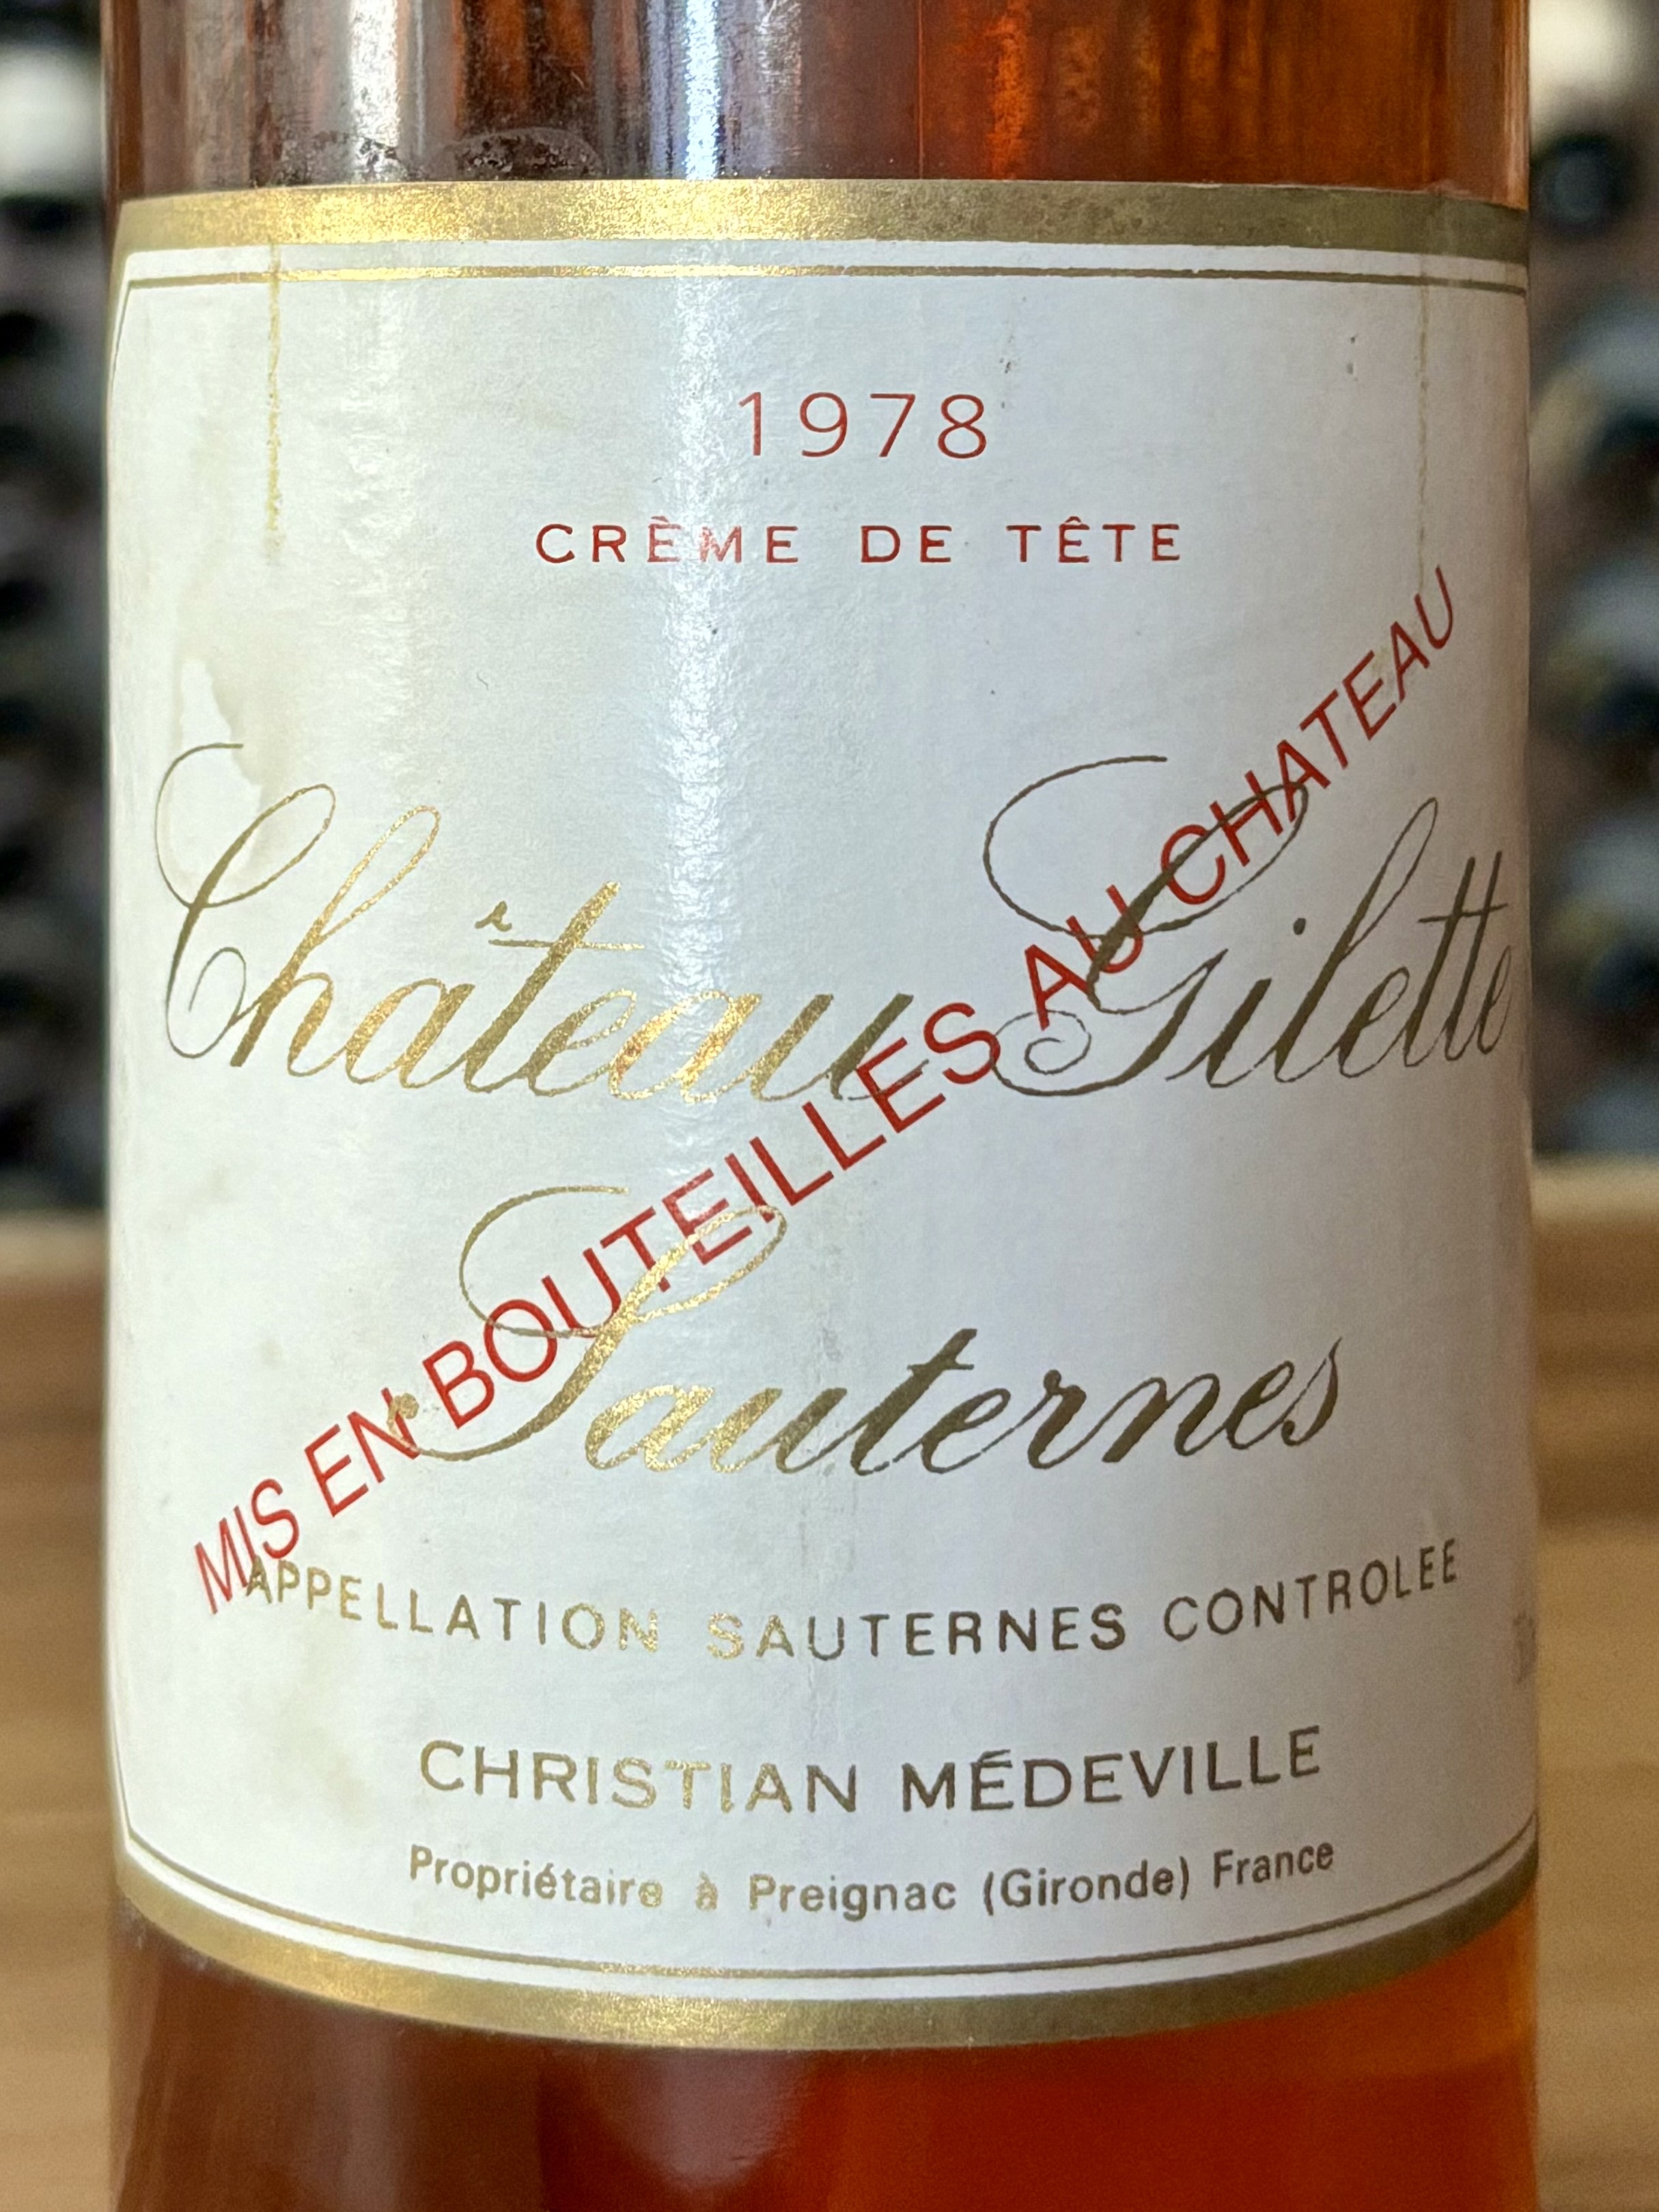 1978
CRÈME DE TÊTE
Château Gilette
MIS EN BOUTEILLES AU CHATEAU
Sauternes
APPELLATION SAUTERNES CONTROLEE
CHRISTIAN MÉDEVILLE
Propriétaire à Preignac (Gironde) France